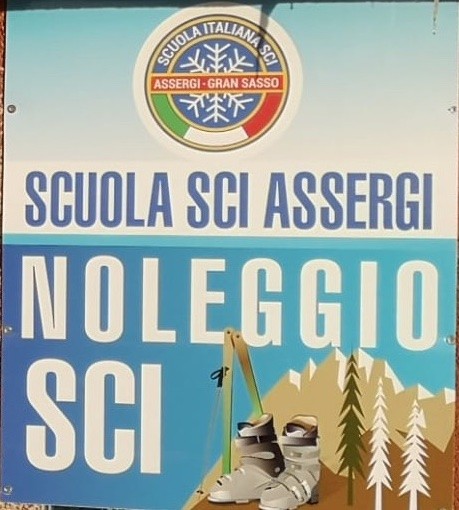 SCUOLA ITALIANA SCI
ASSERGI - GRAN SASSO
SCUOLA SCI ASSERGI
NOLEGGIO
SCI